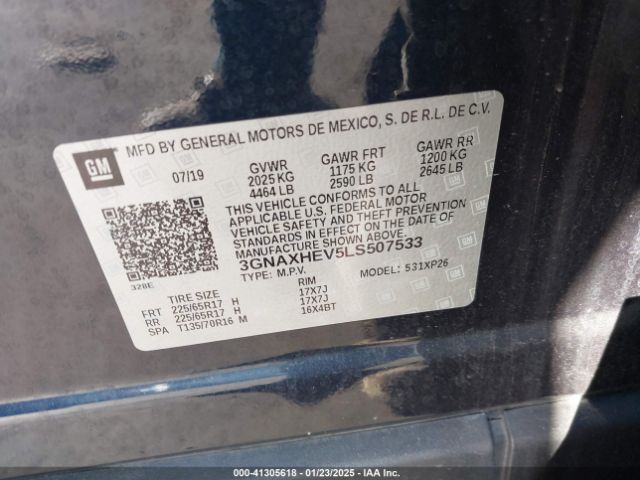 GM
MFD BY GENERAL MOTORS DE MEXICO, S. DE R.L. DE C.V.
07/19 GVWR GAWR FRT GAWR RR
2025 KG 1175 KG 1200 KG
4464 LB 2590 LB 2645 LB
THIS VEHICLE CONFORMS TO ALL
APPLICABLE U.S. FEDERAL MOTOR
VEHICLE SAFETY AND THEFT PREVENTION
STANDARDS IN EFFECT ON THE DATE OF
MANUFACTURE SHOWN ABOVE.
3GNAXHEV5LS507533
TYPE: M.P.V. MODEL: 531XP26
328E
TIRE SIZE RIM
FRT 225/65R17 H 17X7J
RR 225/65R17 H 17X7J
SPA T135/70R16 M 16X4BT
000-41305618 - 01/23/2025 - IAA Inc.